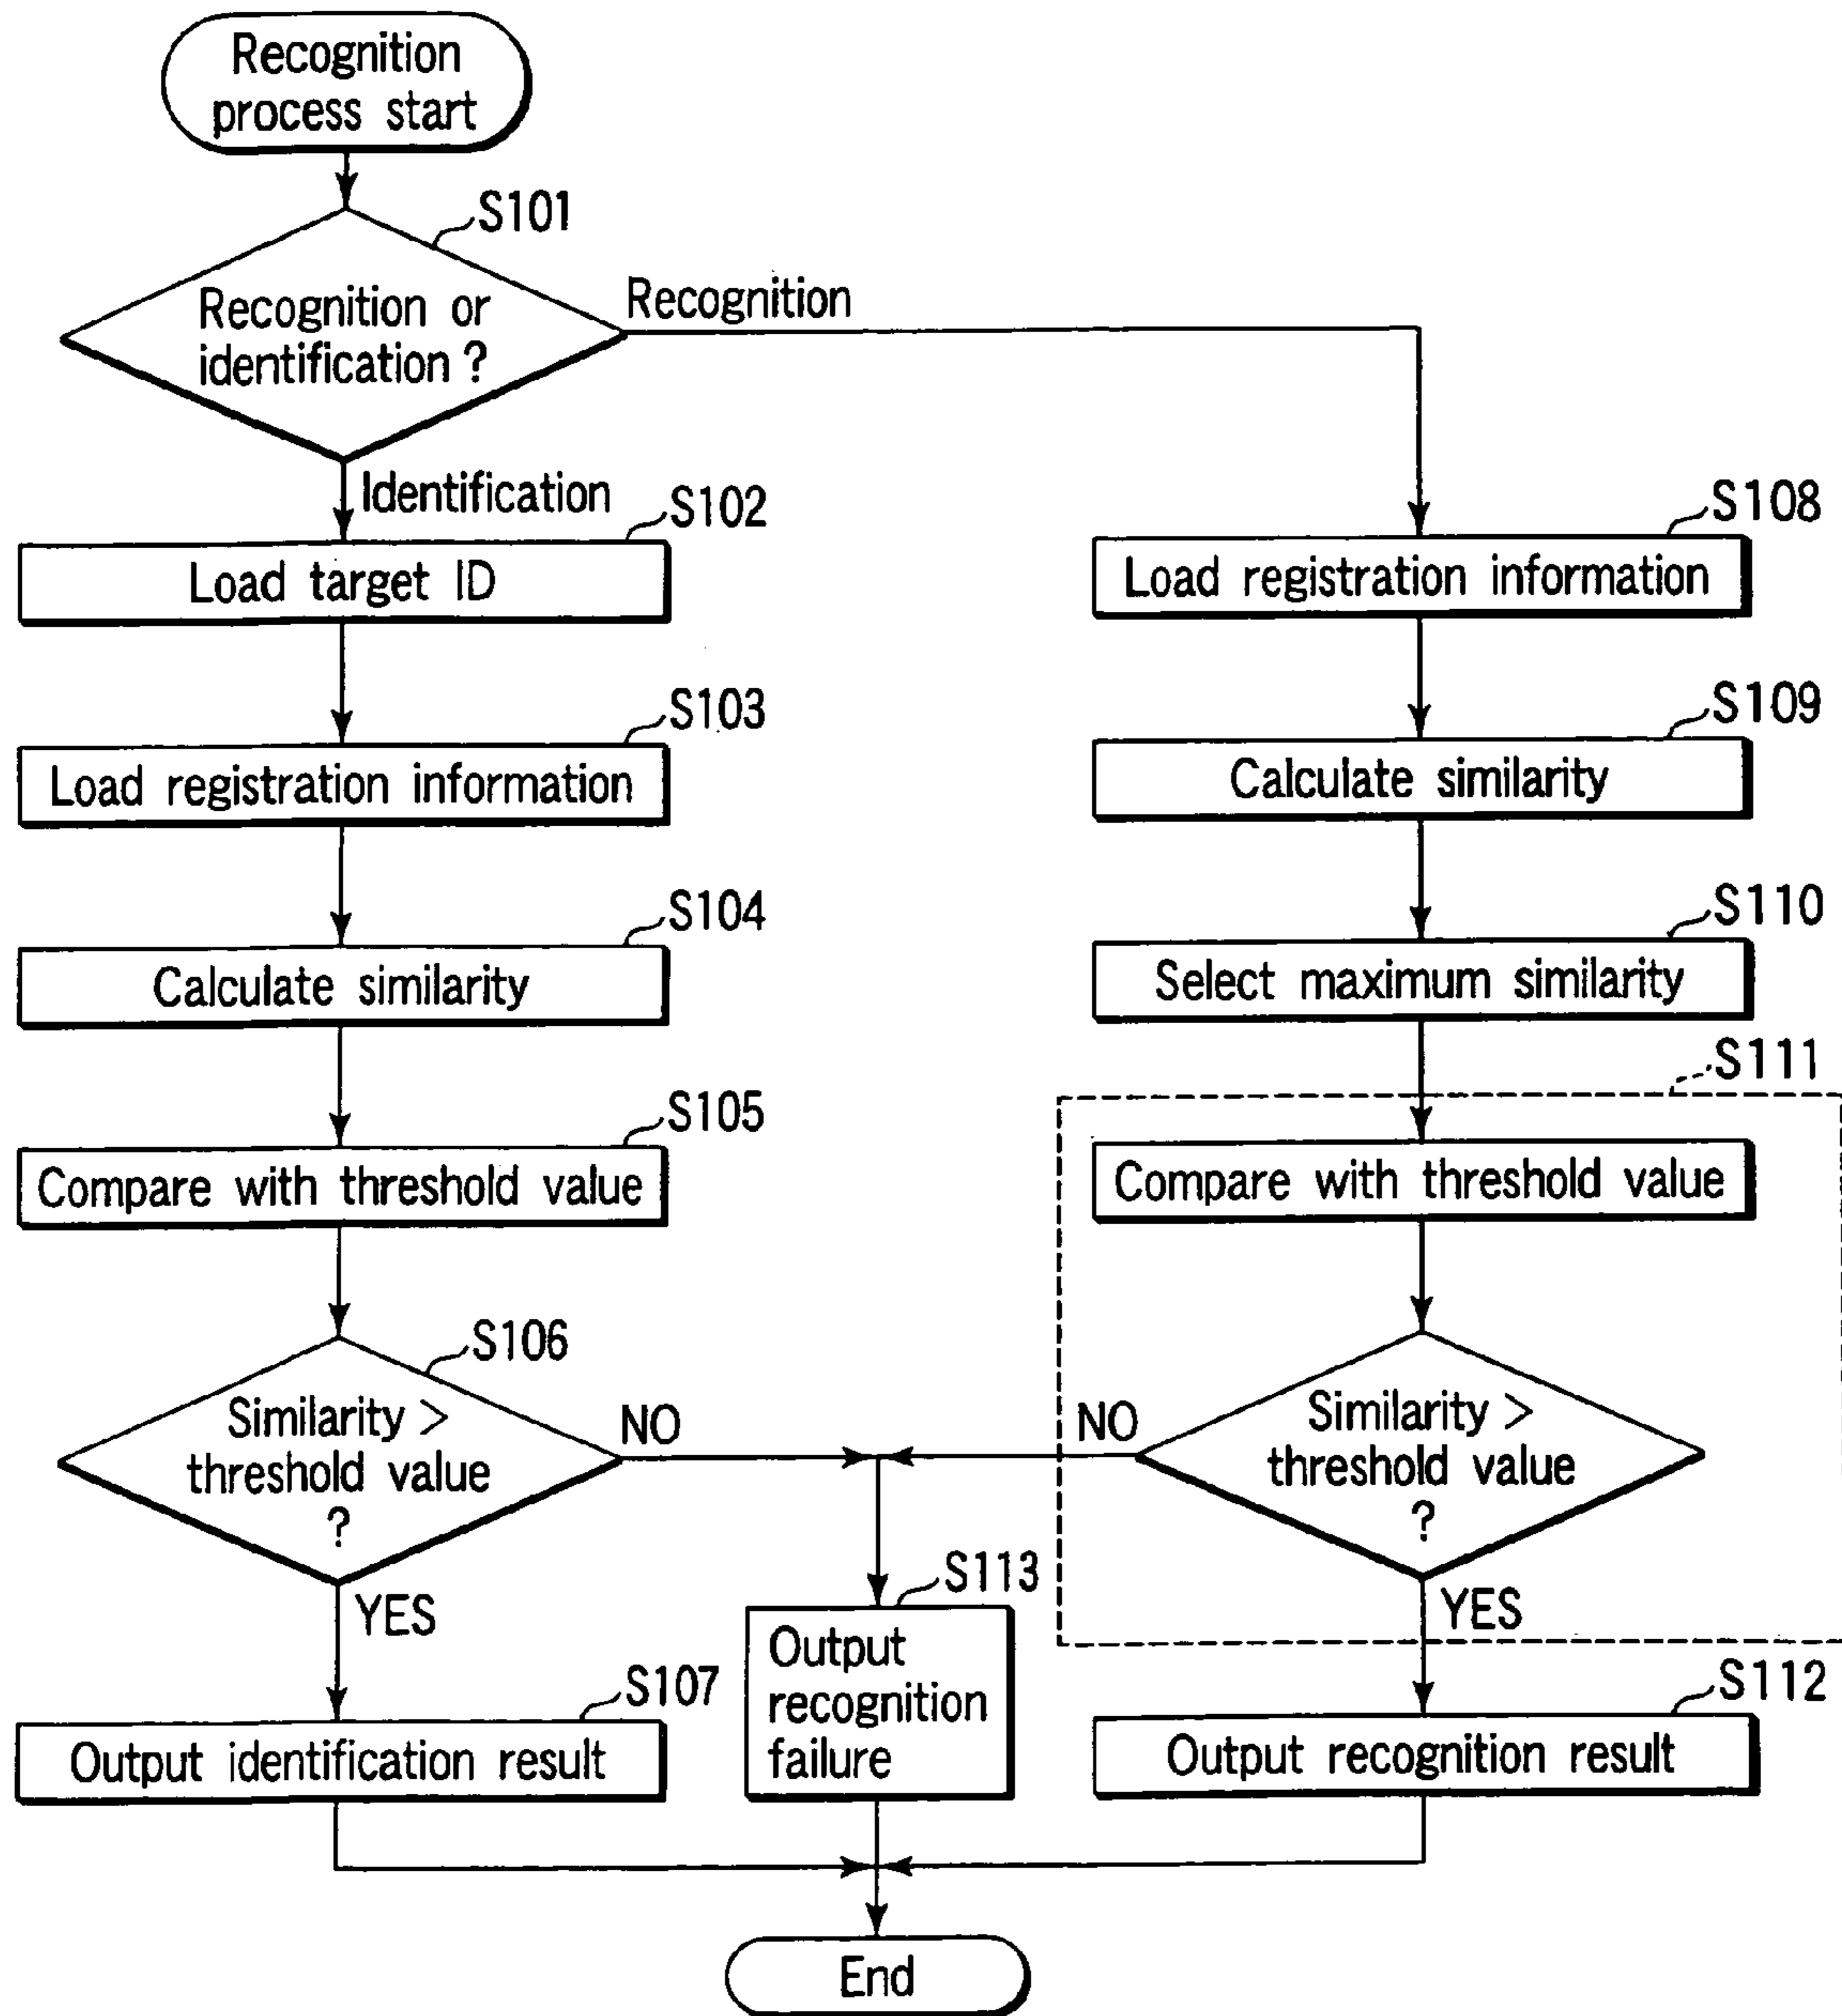 Recognition
process start
S101
Recognition or
identification ?
Recognition
Identification
S102
Load target ID
S103
Load registration information
S104
Calculate similarity
S105
Compare with threshold value
S106
Similarity >
threshold value
?
NO
YES
S107
Output identification result
S108
Load registration information
S109
Calculate similarity
S110
Select maximum similarity
S111
Compare with threshold value
Similarity >
threshold value
?
NO
YES
S112
Output recognition result
S113
Output
recognition
failure
End